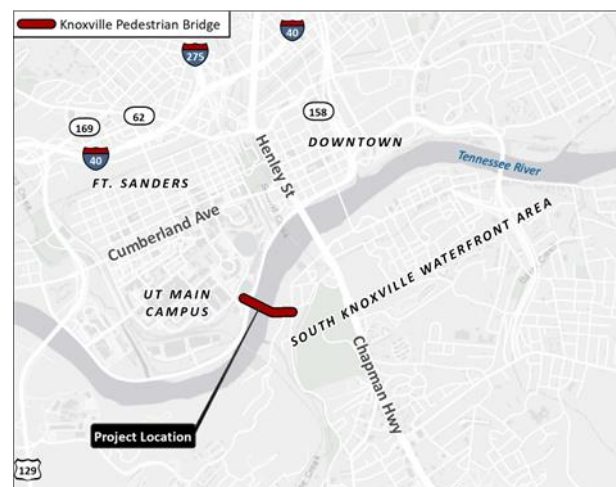 Knoxville Pedestrian Bridge
40
275
158
62
169
DOWNTOWN
Henley St
40
Tennessee River
FT. SANDERS
Cumberland Ave
SOUTH KNOXVILLE WATERFRONT AREA
UT MAIN
CAMPUS
Chapman Hwy
Project Location
129